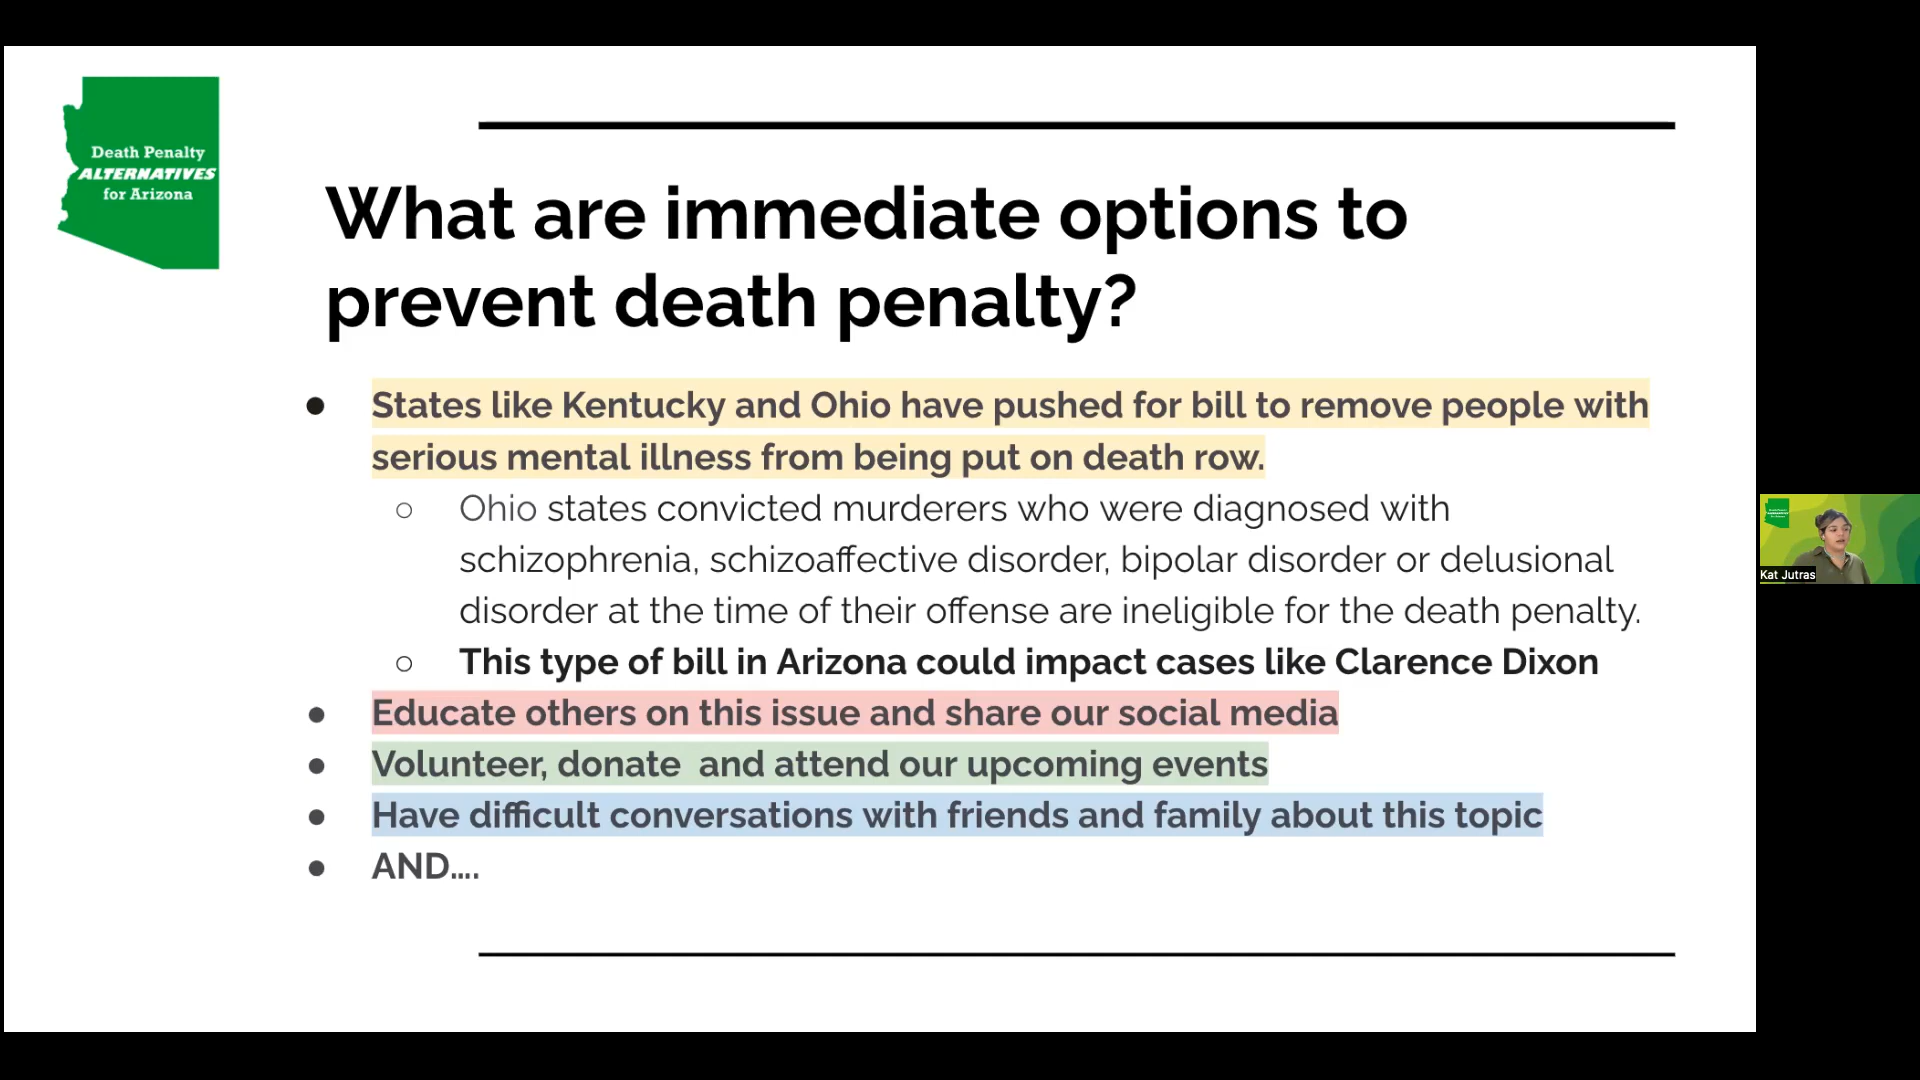 Death Penalty
ALTERNATIVES
for Arizona
What are immediate options to
prevent death penalty?
● States like Kentucky and Ohio have pushed for bill to remove people with
serious mental illness from being put on death row.
○ Ohio states convicted murderers who were diagnosed with
schizophrenia, schizoaffective disorder, bipolar disorder or delusional
disorder at the time of their offense are ineligible for the death penalty.
○ This type of bill in Arizona could impact cases like Clarence Dixon
● Educate others on this issue and share our social media
● Volunteer, donate  and attend our upcoming events
● Have difficult conversations with friends and family about this topic
● AND....
Kat Jutras